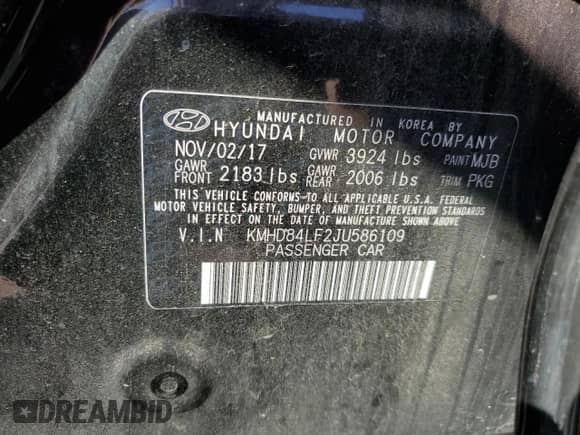 MANUFACTURED IN KOREA BY
HYUNDAI MOTOR COMPANY
NOV/02/17 GVWR 3924 lbs PAINT MJB
GAWR FRONT 2183 lbs GAWR REAR 2006 lbs TRIM PKG
THIS VEHICLE CONFORMS TO ALL APPLICABLE U.S.A. FEDERAL
MOTOR VEHICLE SAFETY, BUMPER, AND THEFT PREVENTION STANDARDS
IN EFFECT ON THE DATE OF MANUFACTURE SHOWN ABOVE
V.I.N KMHD84LF2JU586109
PASSENGER CAR
DREAMBID